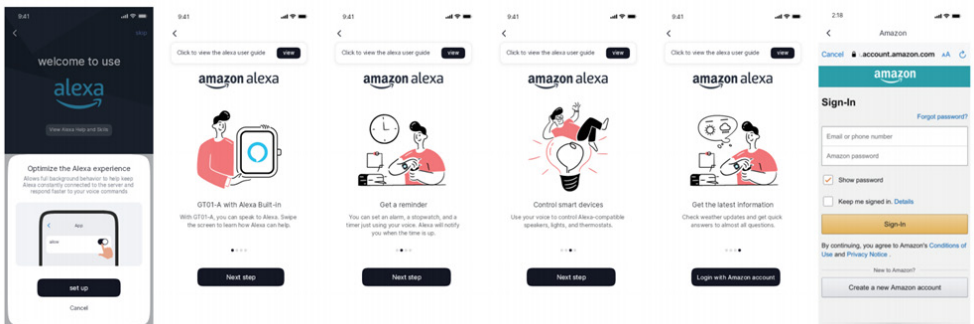 9:41
skip
welcome to use
alexa
View Alexa Help and Skills
Optimize the Alexa experience
Allows full background behavior to help keep
Alexa constantly connected to the server and
respond faster to your voice commands
App
allow
set up
Cancel
9:41
Click to view the alexa user guide
view
amazon alexa
GT01-A with Alexa Built-in
With GT01-A, you can speak to Alexa. Swipe
the screen to learn how Alexa can help.
Next step
9:41
Click to view the alexa user guide
view
amazon alexa
Get a reminder
You can set an alarm, a stopwatch, and a
timer just using your voice. Alexa will notify
you when the time is up.
Next step
9:41
Click to view the alexa user guide
view
amazon alexa
Control smart devices
Use your voice to control Alexa-compatible
speakers, lights, and thermostats.
Next step
9:41
Click to view the alexa user guide
view
amazon alexa
Get the latest information
Check weather updates and get quick
answers to almost all questions.
Login with Amazon account
2:18
Amazon
Cancel
.account.amazon.com
AA
amazon
Sign-In
Forgot password?
Email or phone number
Amazon password
Show password
Keep me signed in. Details
Sign-In
By continuing, you agree to Amazon's Conditions of
Use and Privacy Notice .
New to Amazon?
Create a new Amazon account